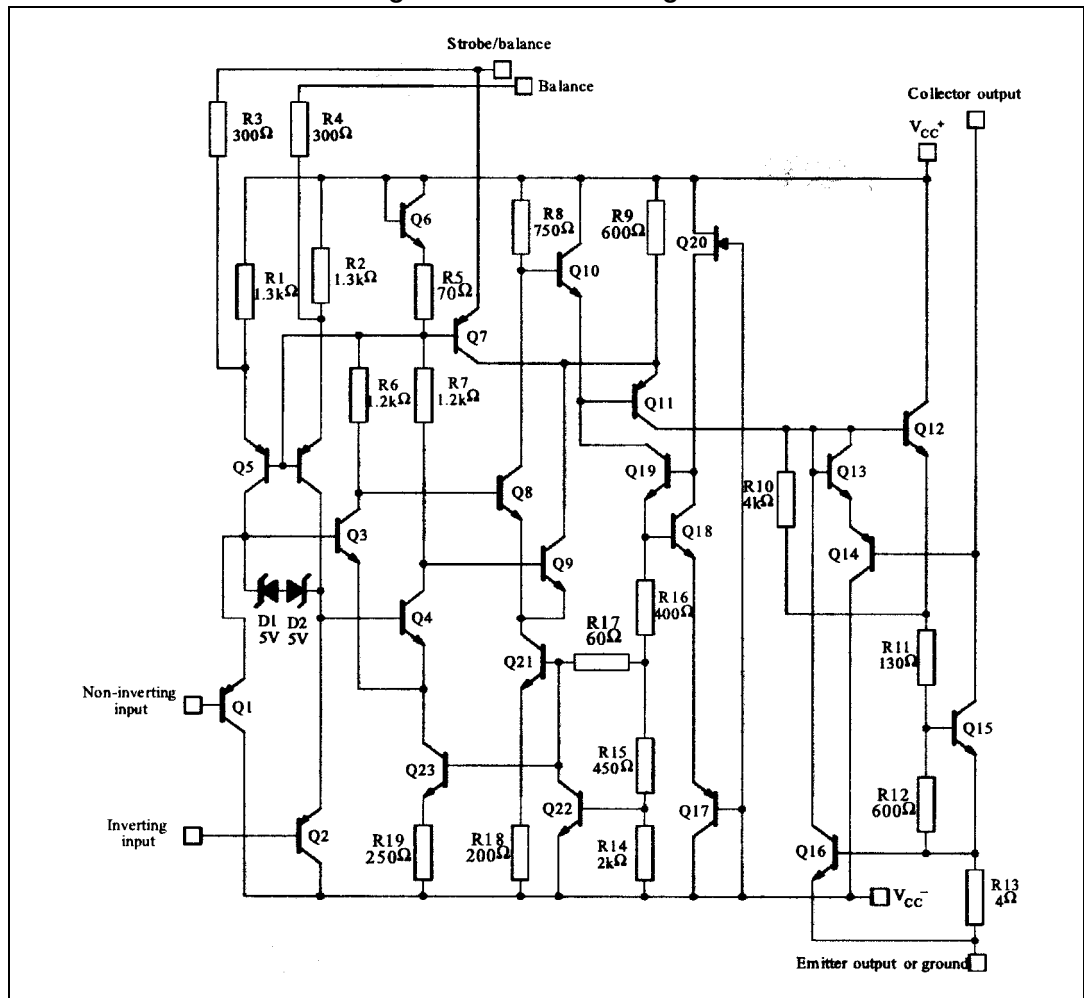 Strobe/balance
Balance
Collector output
VCC+
R3
300Ω
R4
300Ω
Q6
R8
750Ω
R9
600Ω
Q10
Q20
R1
1.3kΩ
R2
1.3kΩ
R5
70Ω
Q7
R6
1.2kΩ
R7
1.2kΩ
Q11
Q12
Q5
Q19
Q13
R10
4kΩ
Q8
Q18
Q3
Q14
Q9
D1
5V
D2
5V
Q4
R16
400Ω
R17
60Ω
R11
130Ω
Q21
Non-inverting
input
Q1
Q15
R15
450Ω
Q23
Q22
Q17
R12
600Ω
Inverting
input
Q2
R19
250Ω
R18
200Ω
R14
2kΩ
Q16
R13
4Ω
VCC-
Emitter output or ground